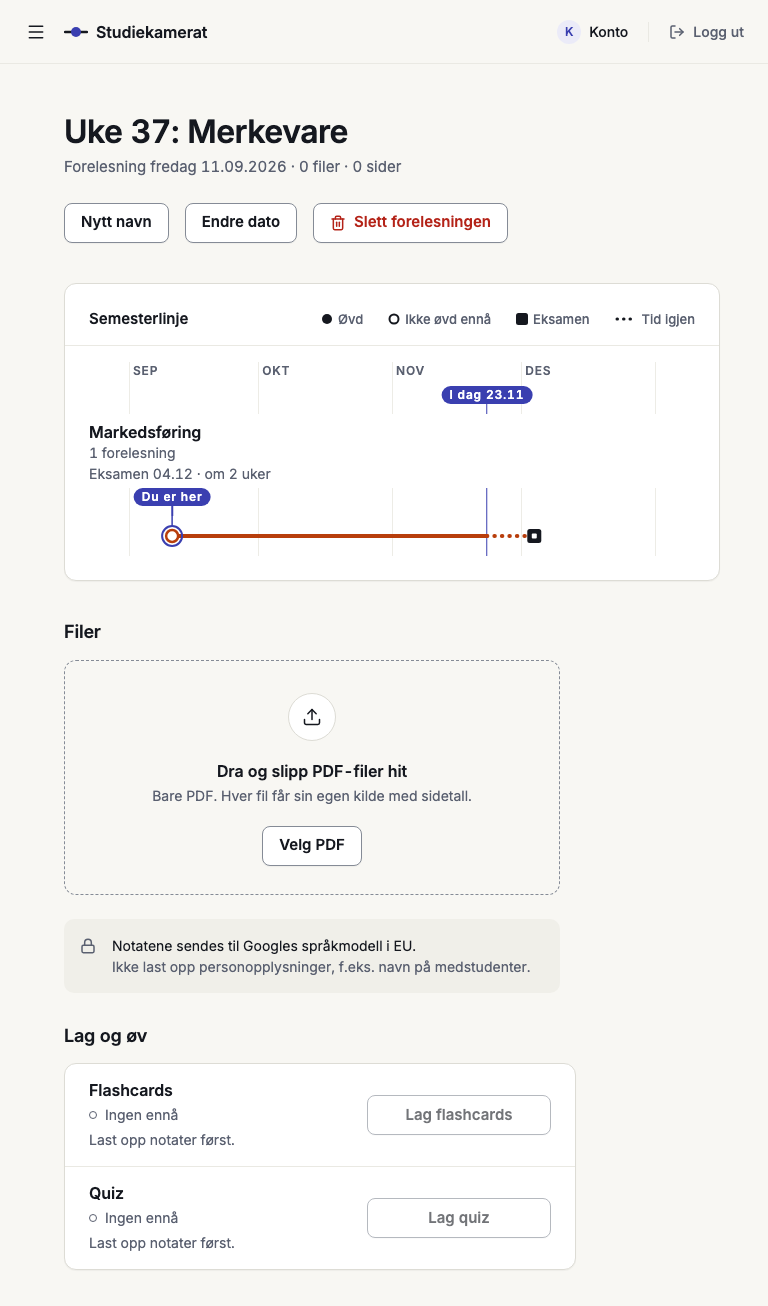 Studiekamerat
K Konto
Logg ut
Uke 37: Merkevare
Forelesning fredag 11.09.2026 · 0 filer · 0 sider
Nytt navn
Endre dato
Slett forelesningen
Semesterlinje
Øvd
Ikke øvd ennå
Eksamen
Tid igjen
SEP
OKT
NOV
DES
I dag 23.11
Markedsføring
1 forelesning
Eksamen 04.12 · om 2 uker
Du er her
Filer
Dra og slipp PDF-filer hit
Bare PDF. Hver fil får sin egen kilde med sidetall.
Velg PDF
Notatene sendes til Googles språkmodell i EU.
Ikke last opp personopplysninger, f.eks. navn på medstudenter.
Lag og øv
Flashcards
Ingen ennå
Last opp notater først.
Lag flashcards
Quiz
Ingen ennå
Last opp notater først.
Lag quiz